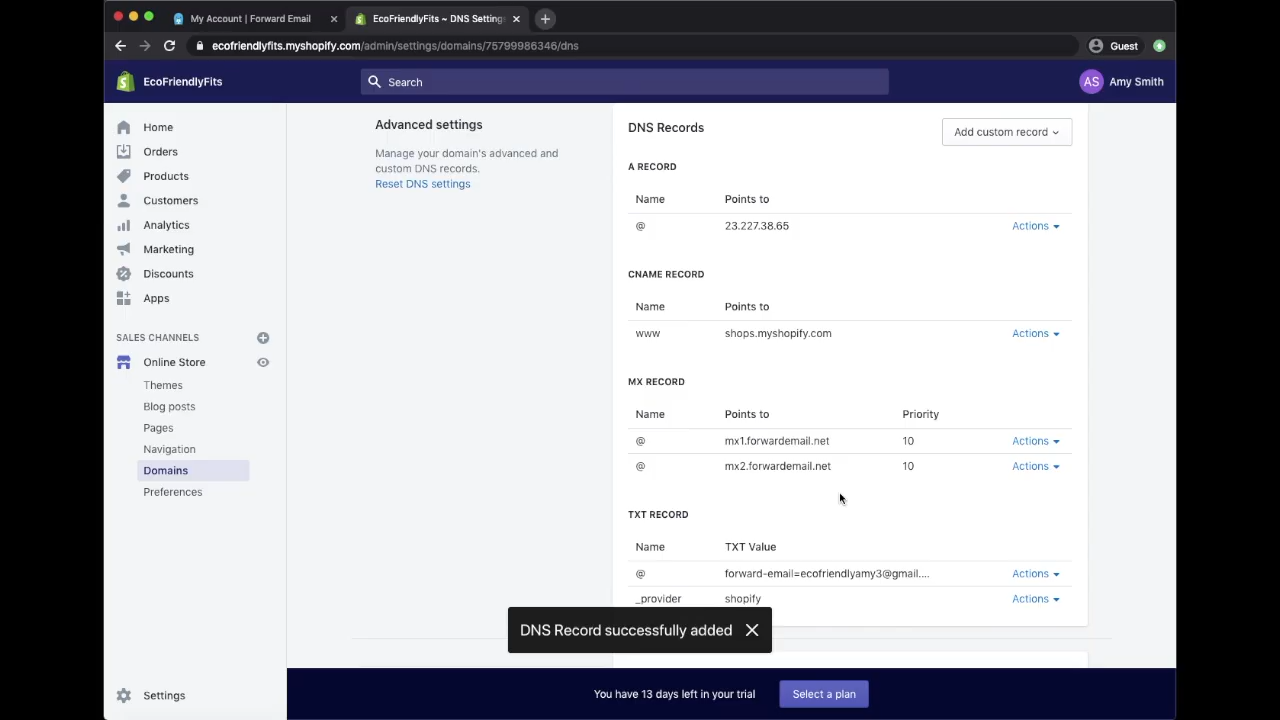 My Account | Forward Email
EcoFriendlyFits ~ DNS Setting
ecofriendlyfits.myshopify.com/admin/settings/domains/75799986346/dns
Guest
EcoFriendlyFits
Search
AS Amy Smith
Home
Orders
Products
Customers
Analytics
Marketing
Discounts
Apps
SALES CHANNELS
Online Store
Themes
Blog posts
Pages
Navigation
Domains
Preferences
Settings
Advanced settings
Manage your domain's advanced and
custom DNS records.
Reset DNS settings
DNS Records
Add custom record
A RECORD
Name Points to
@ 23.227.38.65 Actions
CNAME RECORD
Name Points to
www shops.myshopify.com Actions
MX RECORD
Name Points to Priority
@ mx1.forwardemail.net 10 Actions
@ mx2.forwardemail.net 10 Actions
TXT RECORD
Name TXT Value
@ forward-email=ecofriendlyamy3@gmail.... Actions
_provider shopify Actions
DNS Record successfully added
You have 13 days left in your trial
Select a plan